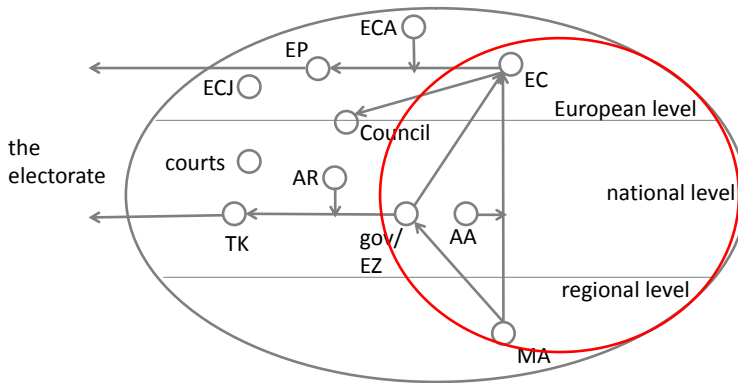 ECA
EP
EC
ECJ
European level
Council
the
electorate
courts
AR
national level
TK
gov/
EZ
AA
regional level
MA